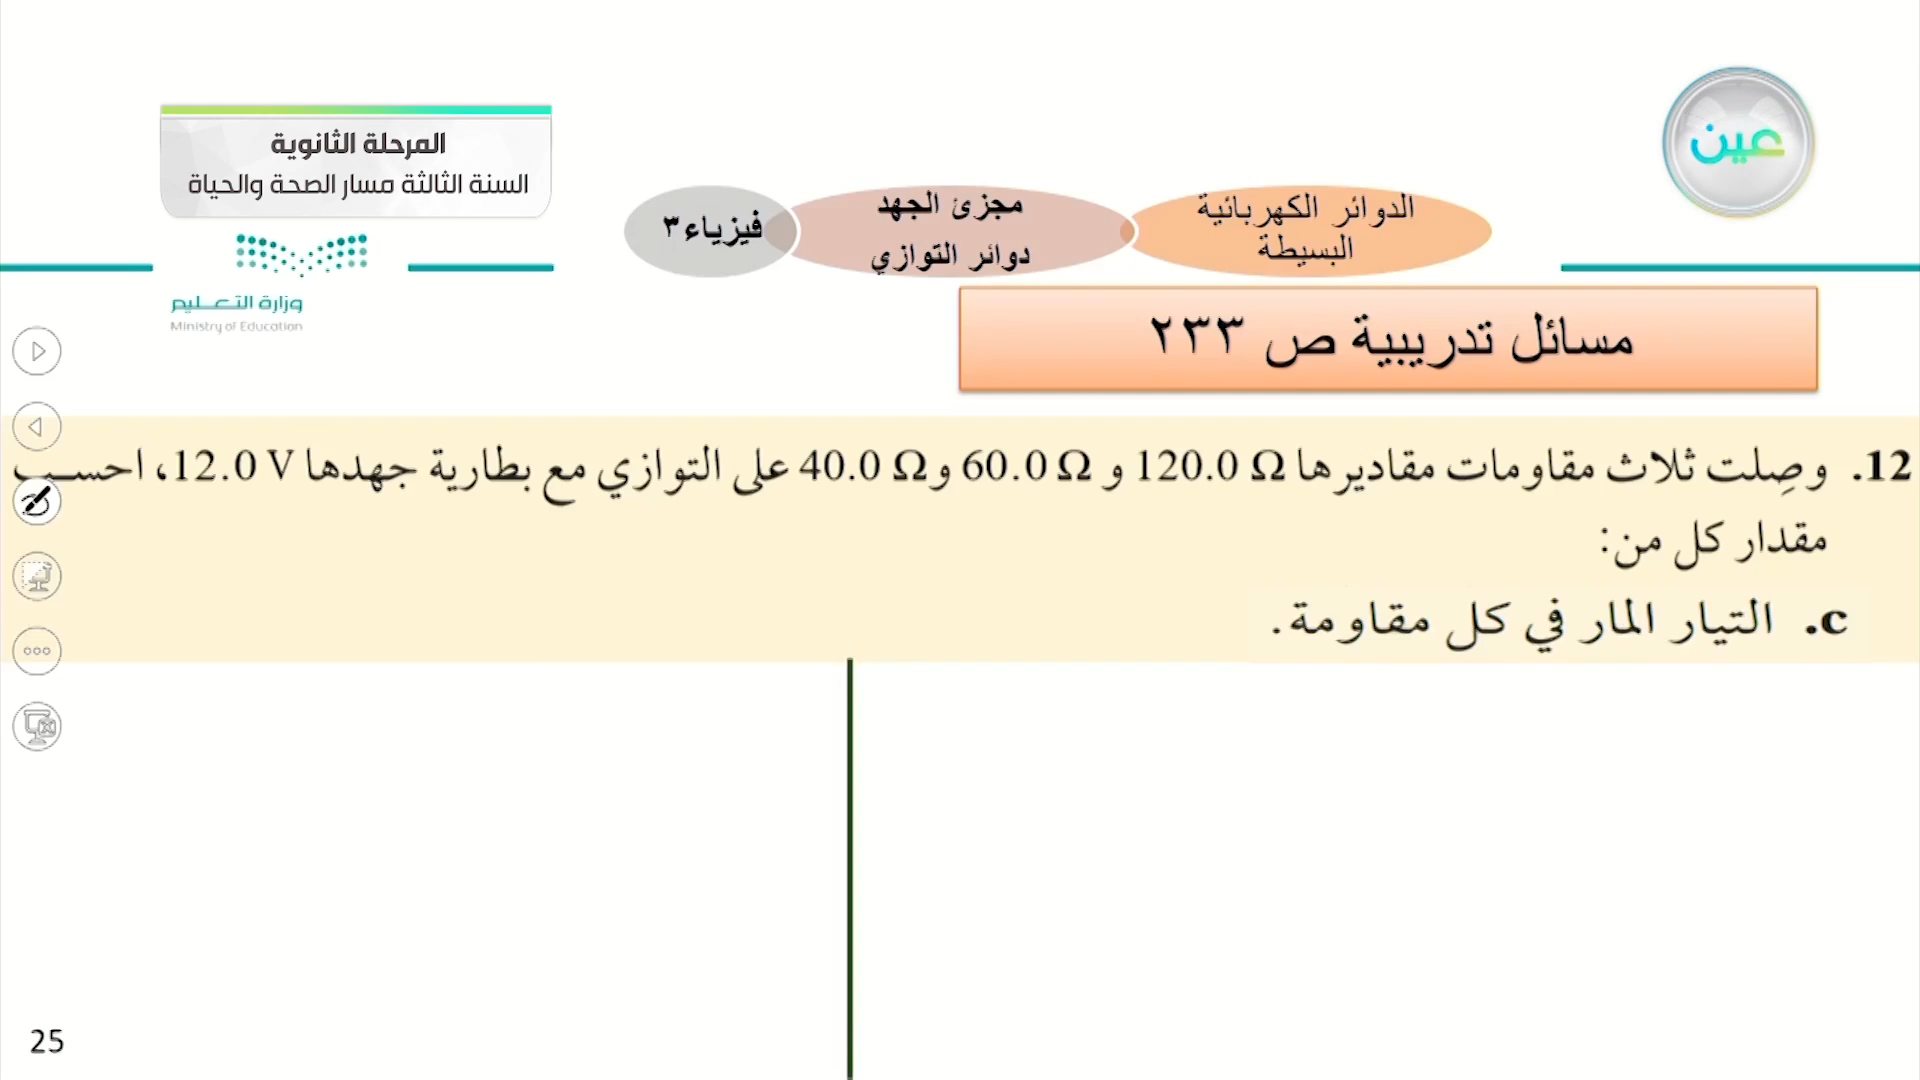 عين
المرحلة الثانوية
السنة الثالثة مسار الصحة والحياة
الدوائر الكهربائية
البسيطة
مجزئ الجهد
دوائر التوازي
فيزياء٣
وزارة التعـــليم
Ministry of Education
مسائل تدريبية ص ٢٣٣
12. وصِلت ثلاث مقاومات مقاديرها 120.0 Ω و 60.0 Ω و 40.0 Ω على التوازي مع بطارية جهدها 12.0 V، احسـب
مقدار كل من:
c. التيار المار في كل مقاومة.
25